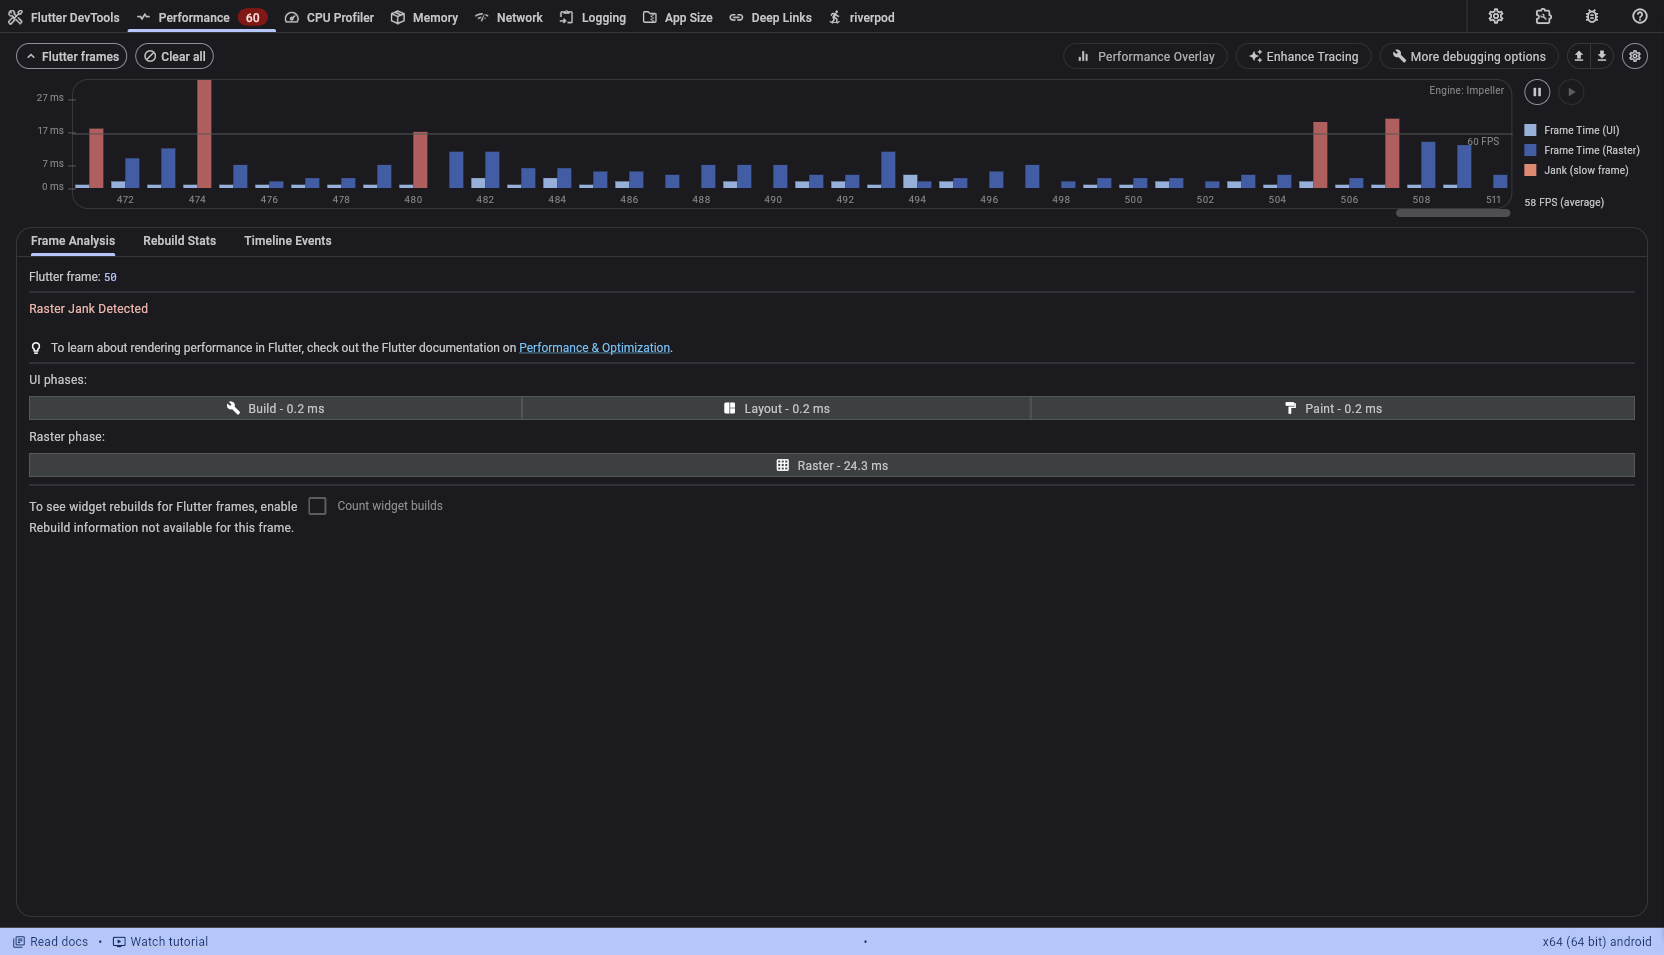 Flutter DevTools Performance 60 CPU Profiler Memory Network Logging App Size Deep Links riverpod
Flutter frames Clear all Performance Overlay Enhance Tracing More debugging options
Engine: Impeller
27 ms
17 ms
7 ms
0 ms
60 FPS
472 474 476 478 480 482 484 486 488 490 492 494 496 498 500 502 504 506 508 511
Frame Time (UI)
Frame Time (Raster)
Jank (slow frame)
58 FPS (average)
Frame Analysis Rebuild Stats Timeline Events
Flutter frame: 50
Raster Jank Detected
To learn about rendering performance in Flutter, check out the Flutter documentation on Performance & Optimization.
UI phases:
Build - 0.2 ms Layout - 0.2 ms Paint - 0.2 ms
Raster phase:
Raster - 24.3 ms
To see widget rebuilds for Flutter frames, enable Count widget builds
Rebuild information not available for this frame.
Read docs • Watch tutorial • x64 (64 bit) android